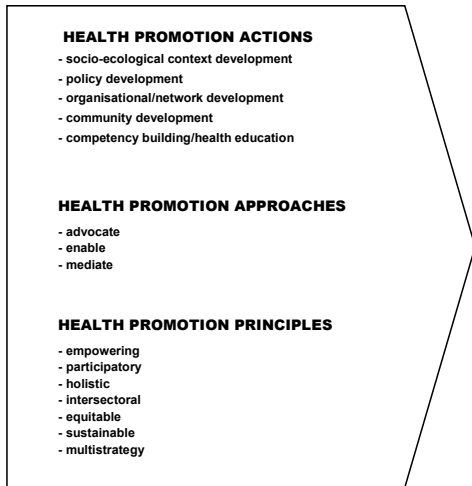 HEALTH PROMOTION ACTIONS
- socio-ecological context development
- policy development
- organisational/network development
- community development
- competency building/health education
HEALTH PROMOTION APPROACHES
- advocate
- enable
- mediate
HEALTH PROMOTION PRINCIPLES
- empowering
- participatory
- holistic
- intersectoral
- equitable
- sustainable
- multistrategy